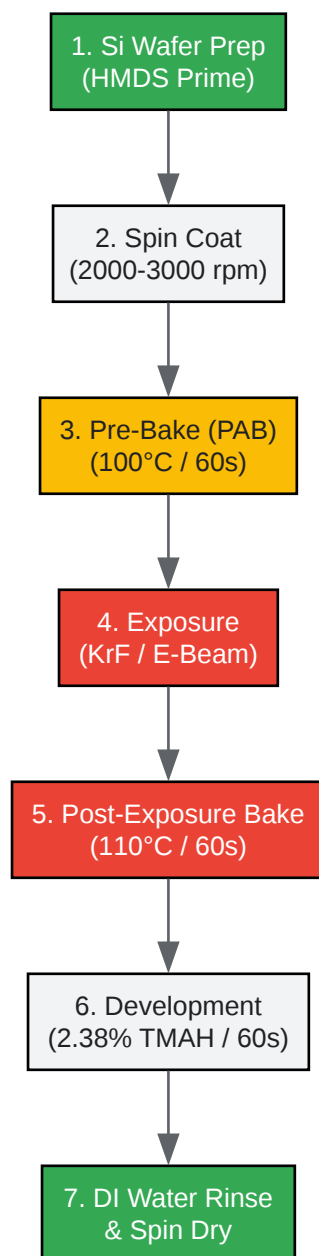 1. Si Wafer Prep
(HMDS Prime)
2. Spin Coat
(2000-3000 rpm)
3. Pre-Bake (PAB)
(100°C / 60s)
4. Exposure
(KrF / E-Beam)
5. Post-Exposure Bake
(110°C / 60s)
6. Development
(2.38% TMAH / 60s)
7. DI Water Rinse
& Spin Dry